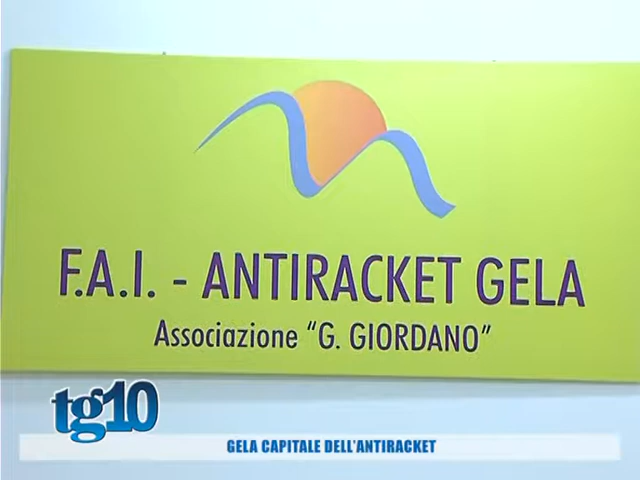 F.A.I. - ANTIRACKET GELA
Associazione "G. GIORDANO"
tg10
GELA CAPITALE DELL'ANTIRACKET